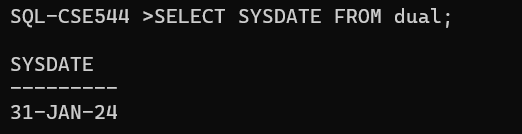 SQL-CSE544 >SELECT SYSDATE FROM dual;
SYSDATE
---------
31-JAN-24